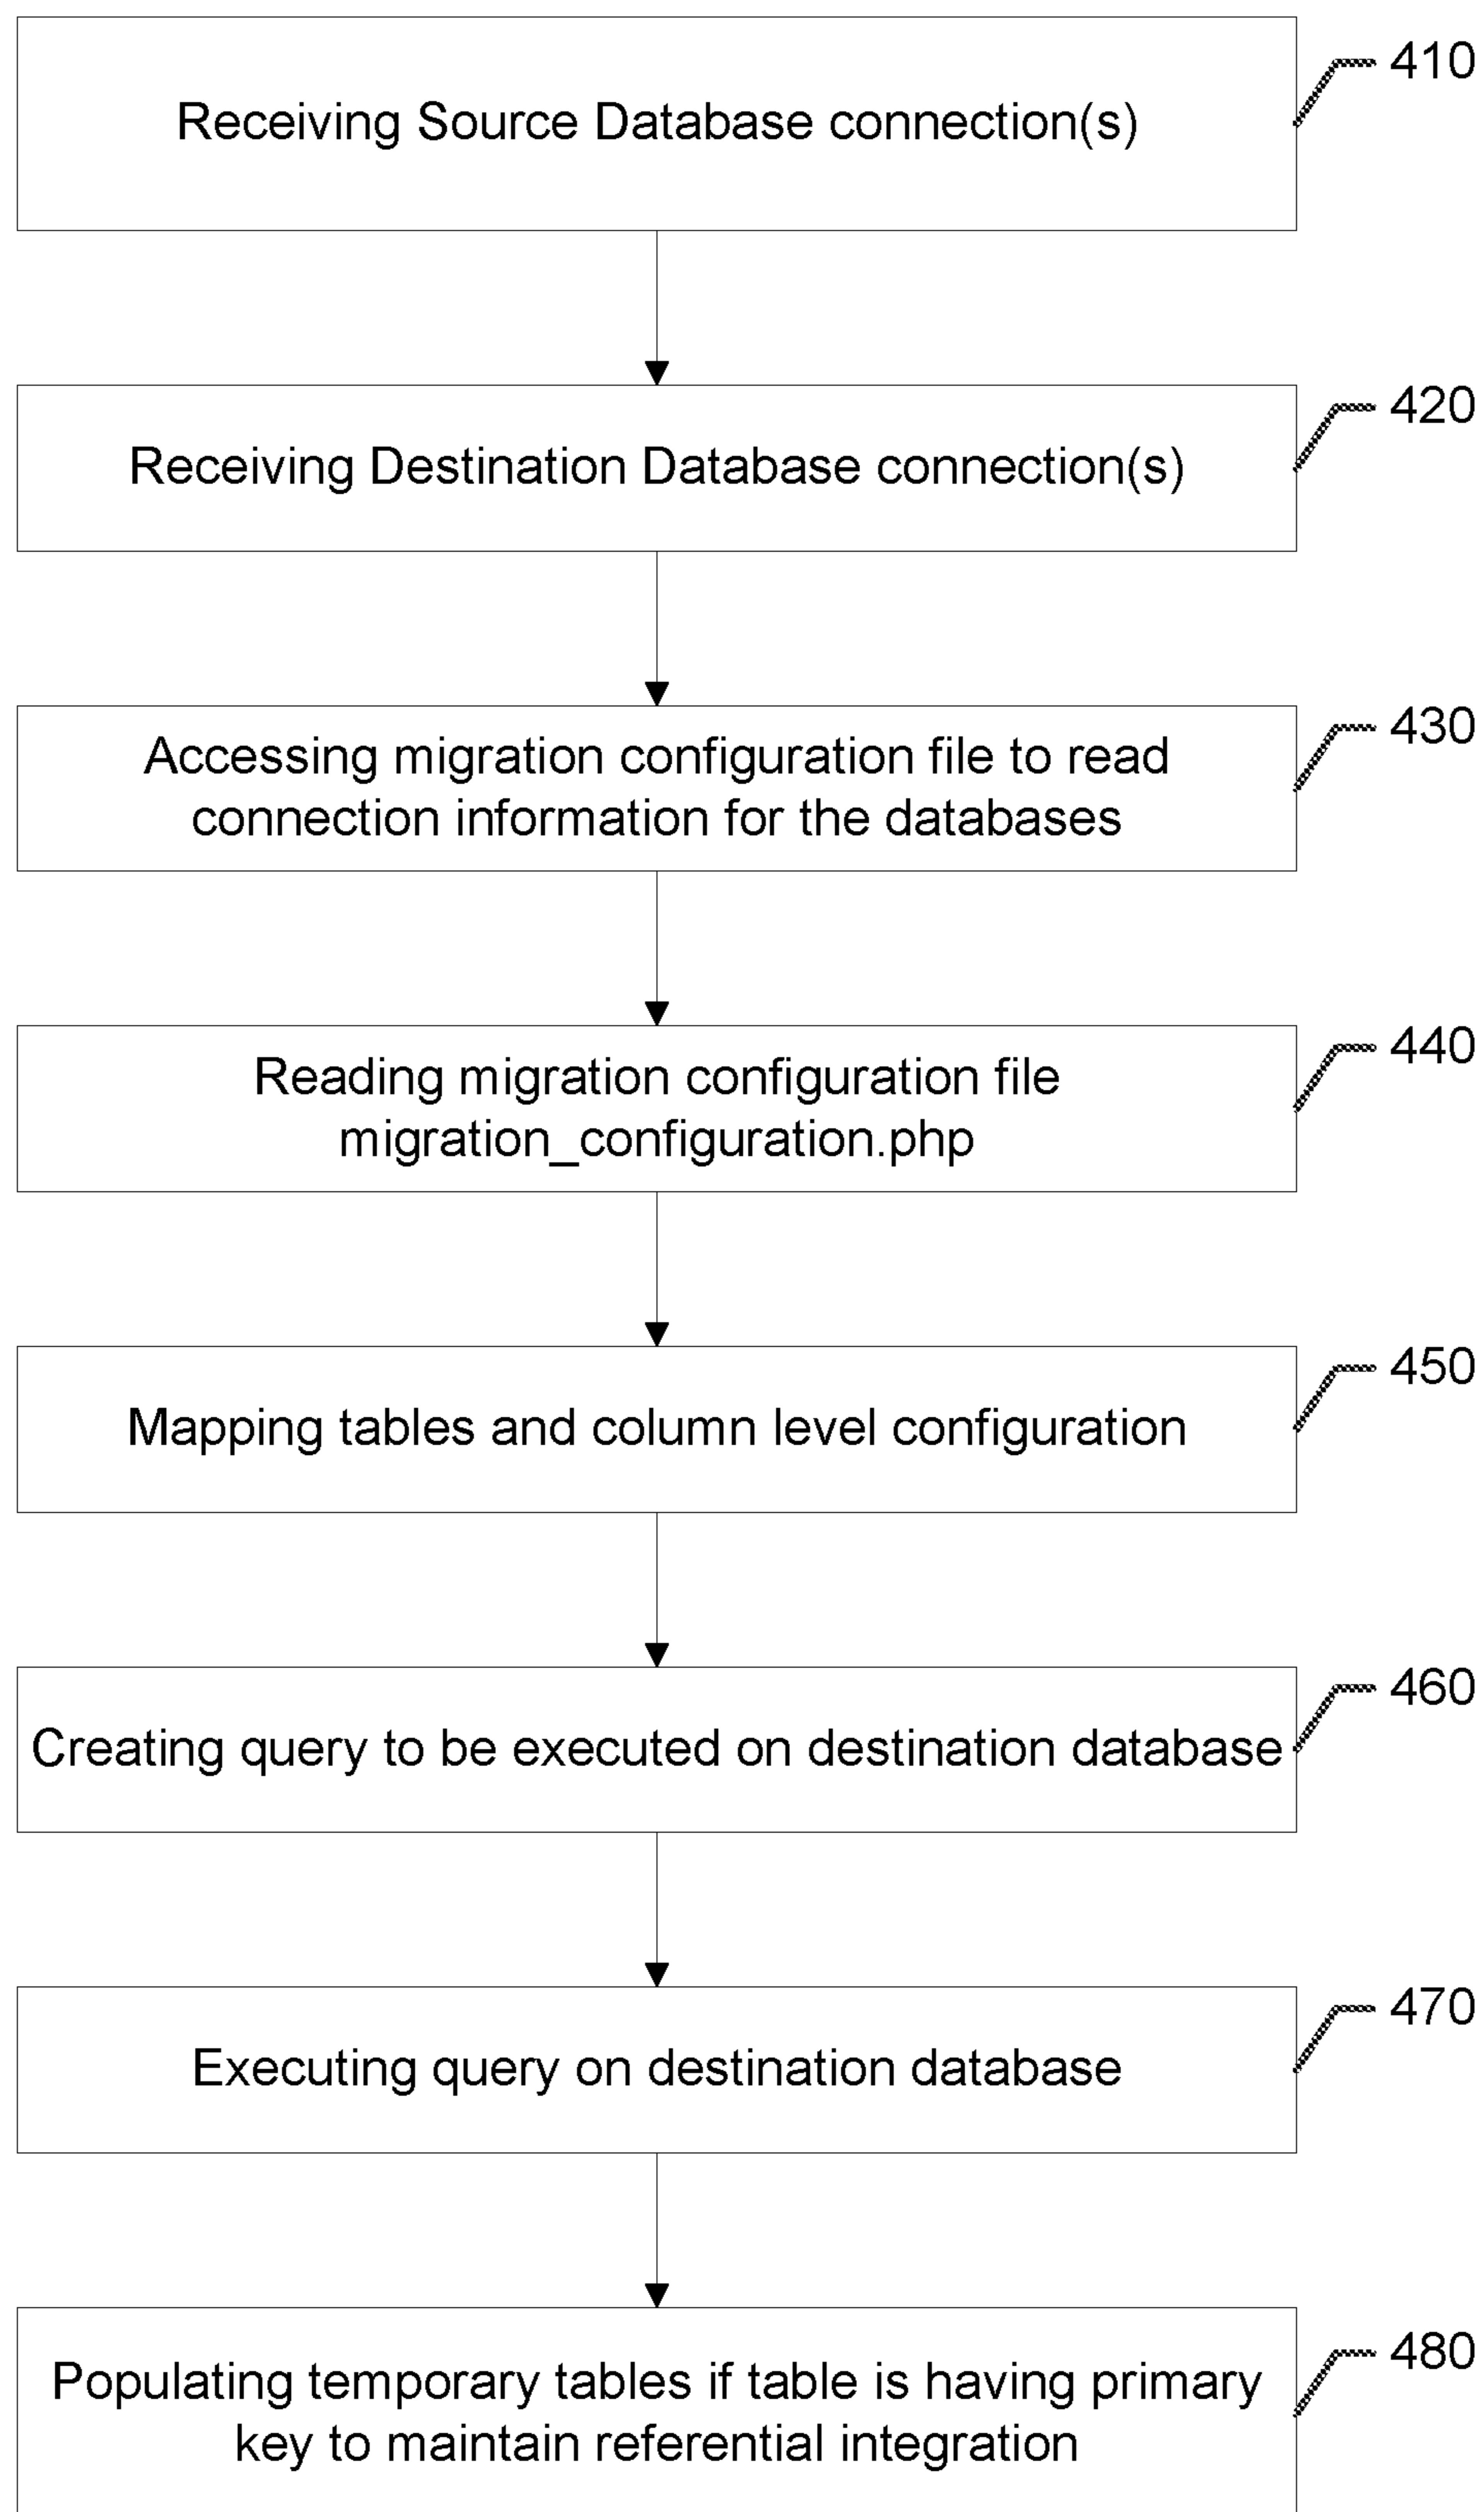 Receiving Source Database connection(s)
410
Receiving Destination Database connection(s)
420
Accessing migration configuration file to read
connection information for the databases
430
Reading migration configuration file
migration_configuration.php
440
Mapping tables and column level configuration
450
Creating query to be executed on destination database
460
Executing query on destination database
470
Populating temporary tables if table is having primary
key to maintain referential integration
480